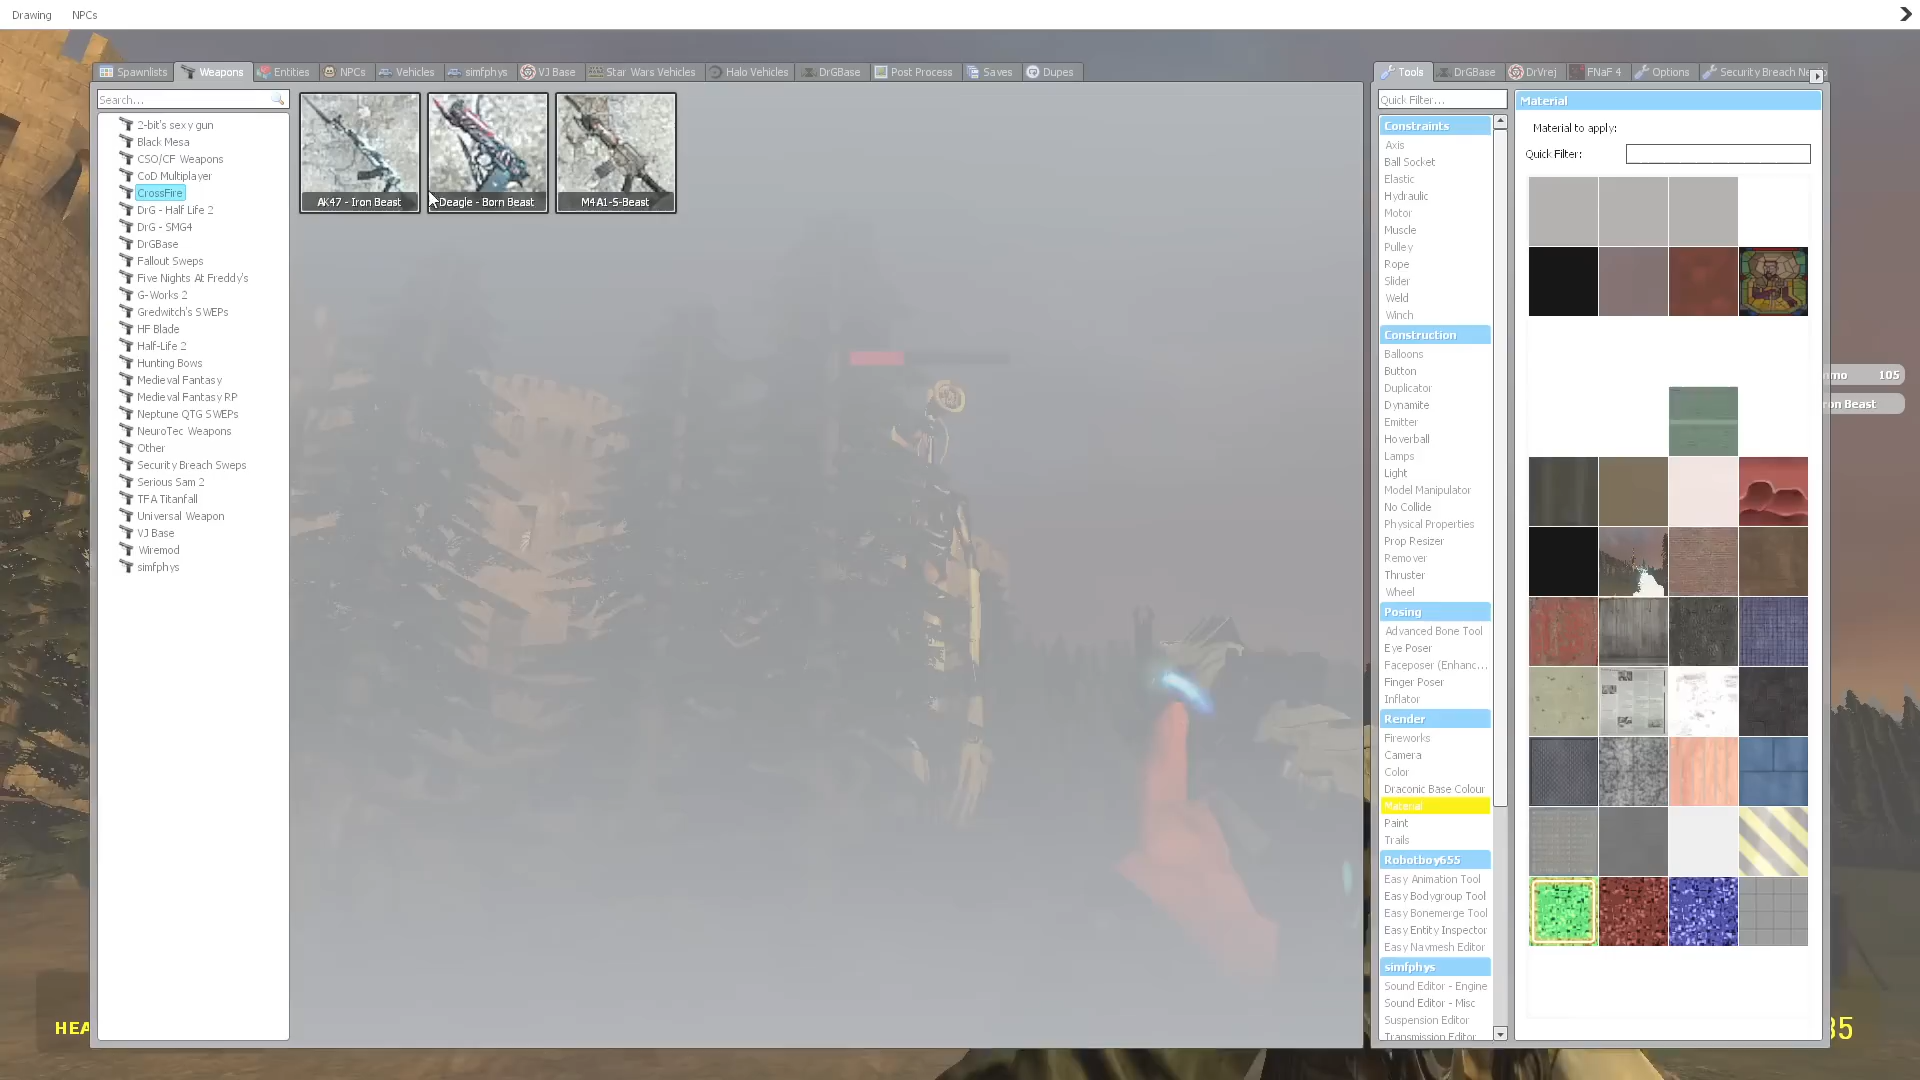 Drawing NPCs
Spawnlists Weapons Entities NPCs Vehicles simfphys VJ Base Star Wars Vehicles Halo Vehicles DrGBase Post Process Saves Dupes
Search...
2-bit's sexy gun
Black Mesa
CSO/CF Weapons
CoD Multiplayer
CrossFire
DrG - Half Life 2
DrG - SMG4
DrGBase
Fallout Sweps
Five Nights At Freddy's
G-Works 2
Gredwitch's SWEPs
HF Blade
Half-Life 2
Hunting Bows
Medieval Fantasy
Medieval Fantasy RP
Neptune QTG SWEPs
NeuroTec Weapons
Other
Security Breach Sweps
Serious Sam 2
TFA Titanfall
Universal Weapon
VJ Base
Wiremod
simfphys
AK47 - Iron Beast
Deagle - Born Beast
M4A1-S-Beast
Tools DrGBase DrVrej FNaF 4 Options Security Breach Ne
Quick Filter...
Constraints
Axis
Ball Socket
Elastic
Hydraulic
Motor
Muscle
Pulley
Rope
Slider
Weld
Winch
Construction
Balloons
Button
Duplicator
Dynamite
Emitter
Hoverball
Lamps
Light
Model Manipulator
No Collide
Physical Properties
Prop Resizer
Remover
Thruster
Wheel
Posing
Advanced Bone Tool
Eye Poser
Faceposer (Enhanc...
Finger Poser
Inflator
Render
Fireworks
Camera
Color
Draconic Base Colour
Material
Paint
Trails
Robotboy655
Easy Animation Tool
Easy Bodygroup Tool
Easy Bonemerge Tool
Easy Entity Inspector
Easy Navmesh Editor
simfphys
Sound Editor - Engine
Sound Editor - Misc
Suspension Editor
Transmission Editor
Material
Material to apply:
Quick Filter:
mmo 105
ron Beast
HEA
35